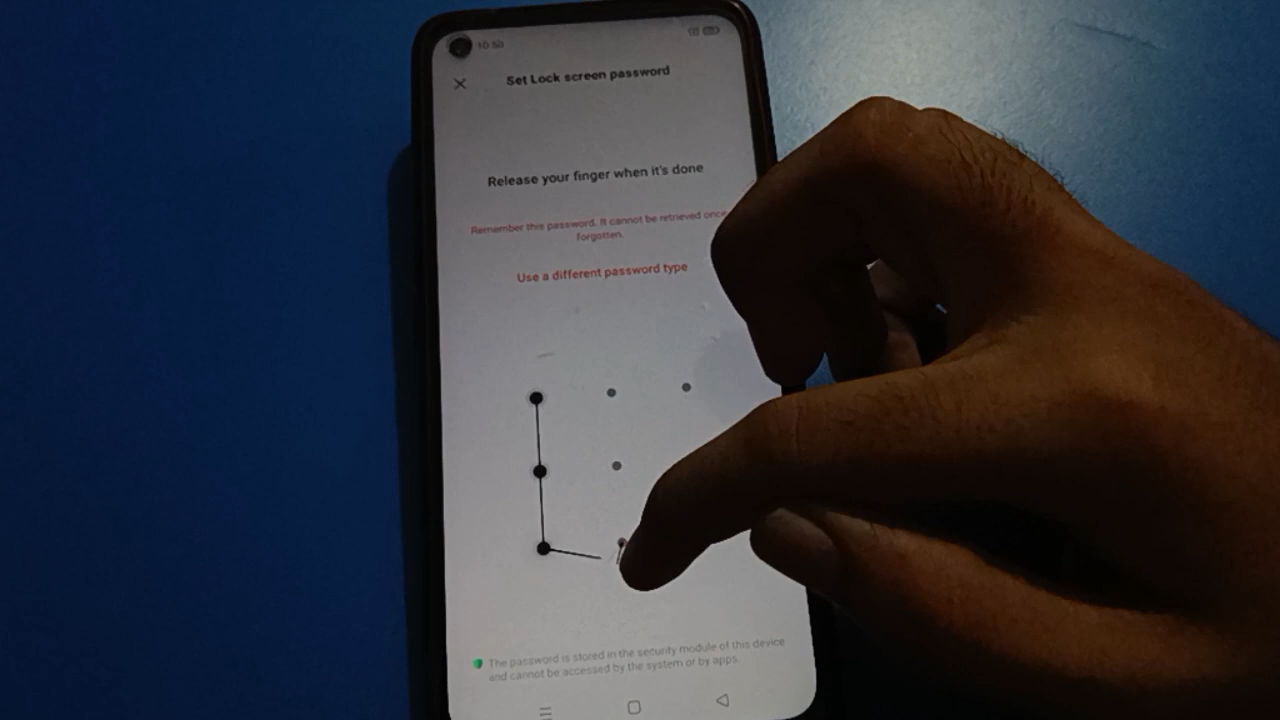 10:50
Set Lock screen password
Release your finger when it's done
Remember this password. It cannot be retrieved once
forgotten.
Use a different password type
The password is stored in the security module of this device
and cannot be accessed by the system or by apps.